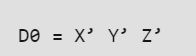 D0 = X’ Y’ Z’